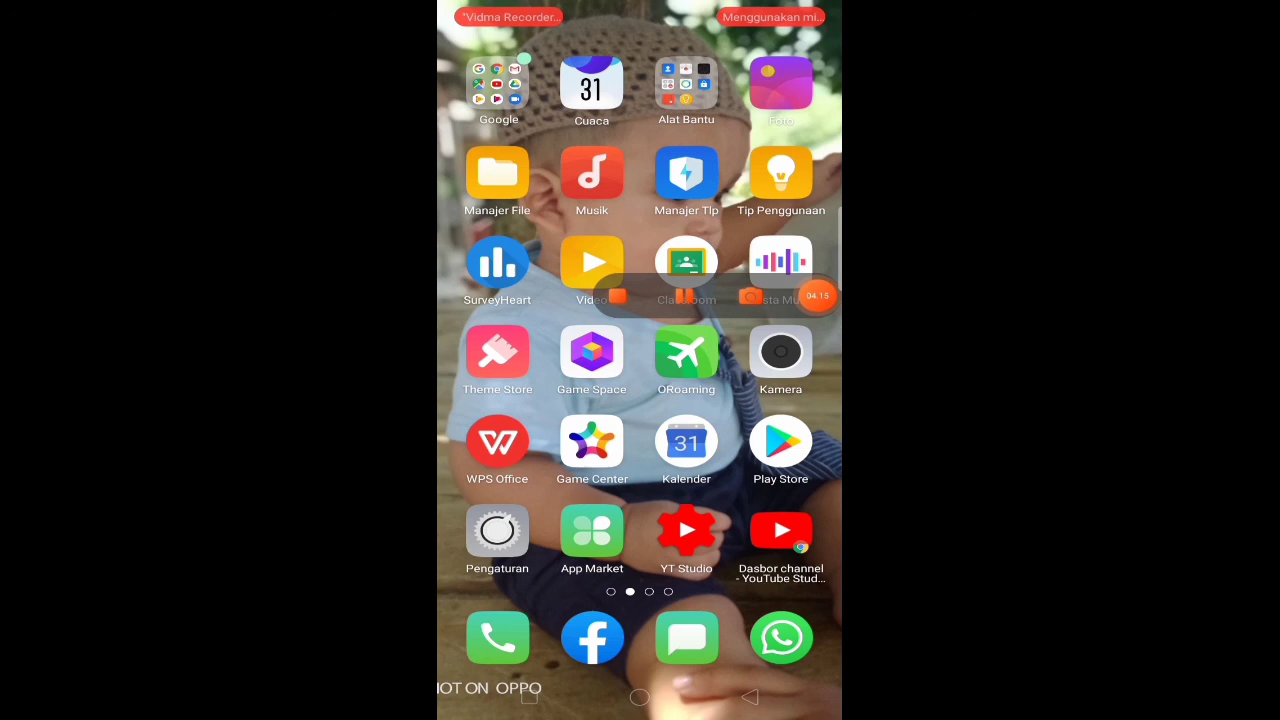 "Vidma Recorder... Menggunakan mi...
31
Google Cuaca Alat Bantu Foto
Manajer File Musik Manajer Tlp Tip Penggunaan
SurveyHeart Video Classroom
04.15
Theme Store Game Space ORoaming Kamera
31
WPS Office Game Center Kalender Play Store
Pengaturan App Market YT Studio Dasbor channel
- YouTube Stud...
HOT ON OPPO